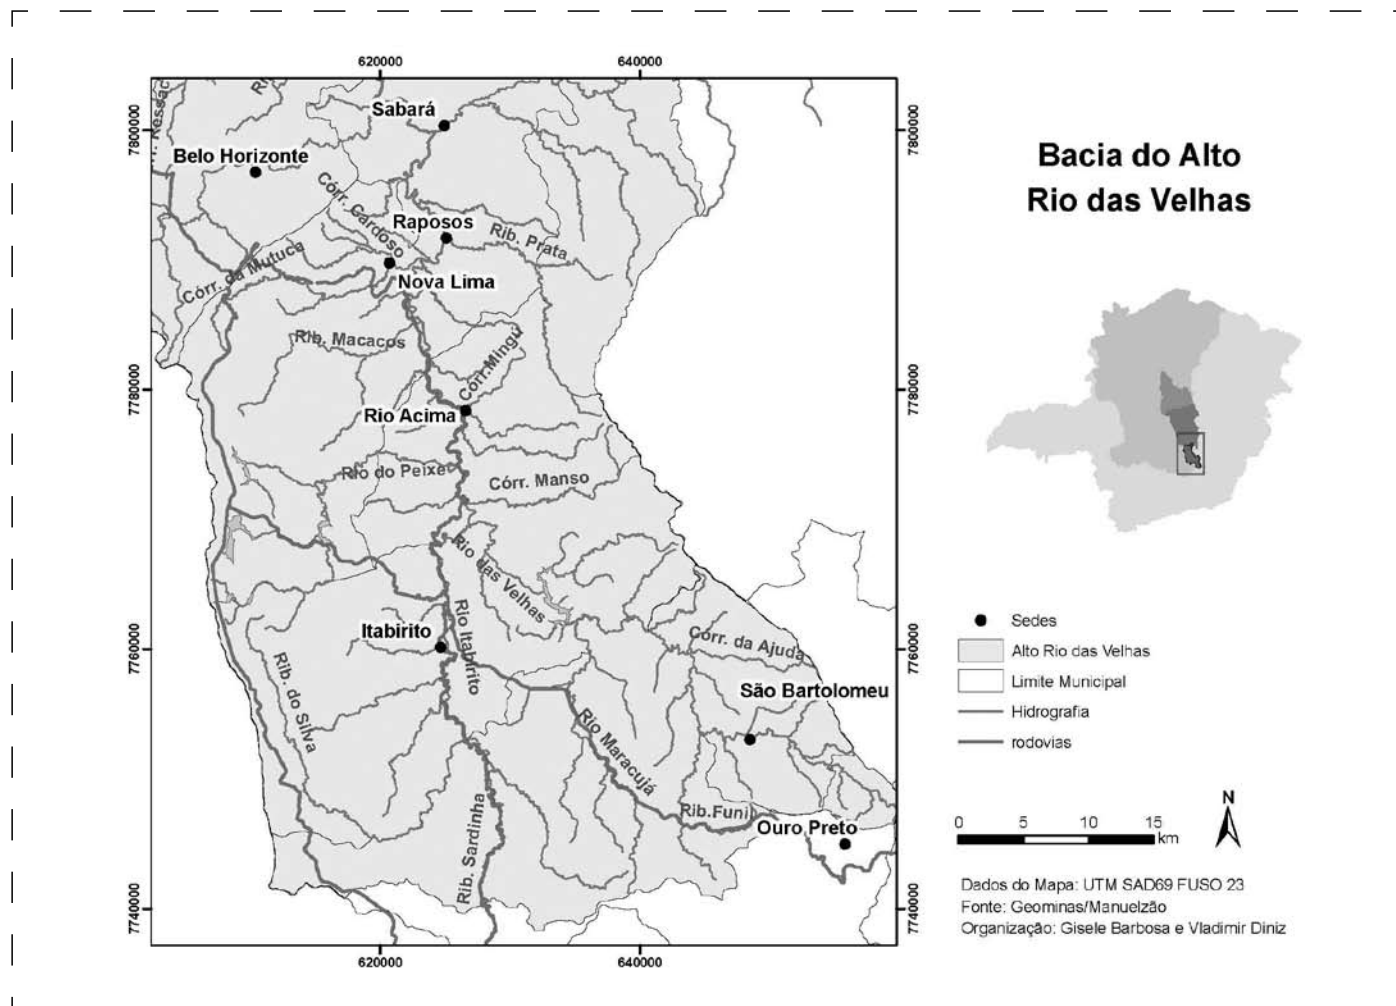 620000
640000
7800000
7800000
Ressac
Sabará
Belo Horizonte
Córr. Cardoso
Raposos
Rib. Prata
Córr. da Mutuca
Nova Lima
Rib. Macacos
Córr.Mingú
7780000
7780000
Rio Acima
Rio do Peixe
Córr. Manso
Rio das Velhas
Itabirito
Rio Itabirito
Córr. da Ajuda
7760000
7760000
Rib. do Silva
São Bartolomeu
Rio Maracujá
Rib.Funil
Ouro Preto
Rib. Sardinha
7740000
7740000
620000
640000
Bacia do Alto
Rio das Velhas
Sedes
Alto Rio das Velhas
Limite Municipal
Hidrografia
rodovias
N
0 5 10 15
km
Dados do Mapa: UTM SAD69 FUSO 23
Fonte: Geominas/Manuelzão
Organização: Gisele Barbosa e Vladimir Diniz